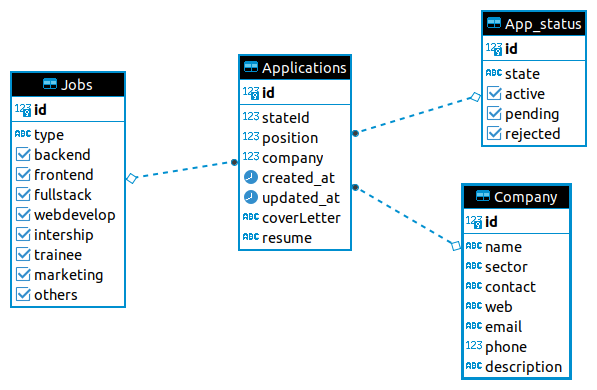 Jobs
123 id
ABC type
backend
frontend
fullstack
webdevelop
intership
trainee
marketing
others
Applications
123 id
123 stateId
123 position
123 company
created_at
updated_at
ABC coverLetter
ABC resume
App_status
123 id
ABC state
active
pending
rejected
Company
123 id
ABC name
ABC sector
ABC contact
ABC web
ABC email
123 phone
ABC description